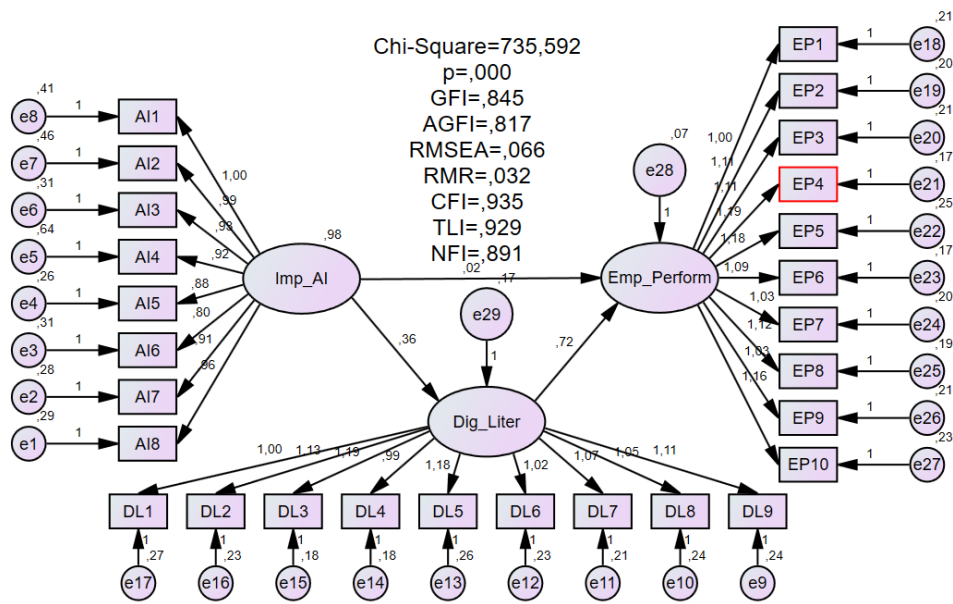 Chi-Square=735,592
p=,000
GFI=,845
AGFI=,817
RMSEA=,066
RMR=,032
CFI=,935
TLI=,929
NFI=,891
,41
e8 1 AI1
,46
e7 1 AI2
,31
e6 1 AI3
,64
e5 1 AI4
,26
e4 1 AI5
,31
e3 1 AI6
,28
e2 1 AI7
,29
e1 1 AI8
1,00
,99
,93
,92
,88
,80
,91
,96
,98
Imp_AI
,02
,36
,17
e29
1
,72
Dig_Liter
,07
e28
1
Emp_Perform
1,00
1,11
1,11
1,19
1,18
1,09
1,03
1,12
1,03
1,16
,21
EP1 1 e18
,20
EP2 1 e19
,21
EP3 1 e20
,17
EP4 1 e21
,25
EP5 1 e22
,17
EP6 1 e23
,20
EP7 1 e24
,19
EP8 1 e25
,21
EP9 1 e26
,23
EP10 1 e27
1,00 1,13 1,19 ,99 1,18 1,02 1,07 1,05 1,11
DL1 DL2 DL3 DL4 DL5 DL6 DL7 DL8 DL9
1 1 1 1 1 1 1 1 1
,27 ,23 ,18 ,18 ,26 ,23 ,21 ,24 ,24
e17 e16 e15 e14 e13 e12 e11 e10 e9